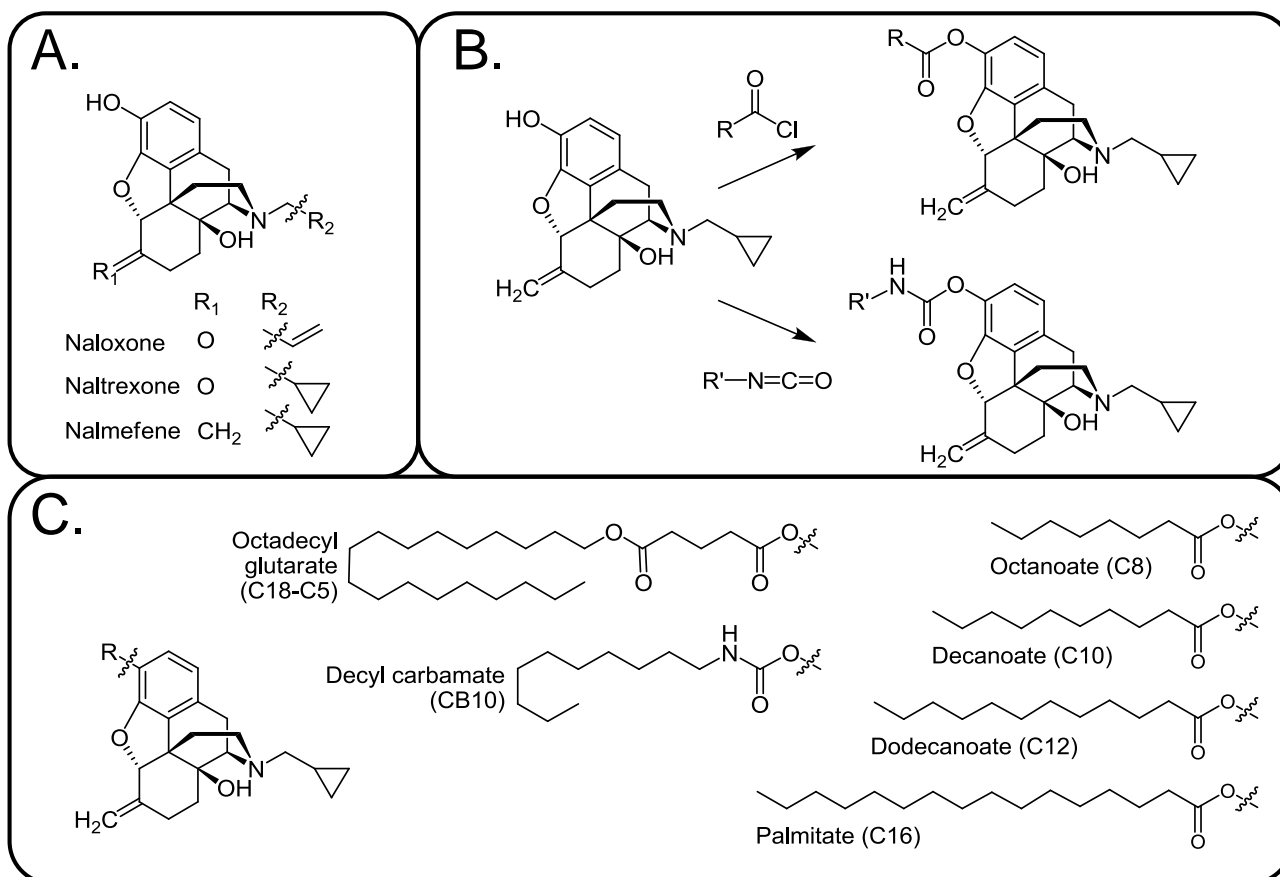 A.
HO
O
N
OH
R2
R1
R1 R2
Naloxone O
Naltrexone O
Nalmefene CH2
B.
HO
O
N
OH
H2C
O
R Cl
R'—N=C=O
R O
O
O
N
OH
H2C
H
R' N O
O
O
N
OH
H2C
C.
R
O
N
OH
H2C
Octadecyl
glutarate
(C18-C5)
O
O O
O
Decyl carbamate
(CB10)
H
N O
O
O
O
Octanoate (C8)
O
O
Decanoate (C10)
O
O
Dodecanoate (C12)
O
O
Palmitate (C16)